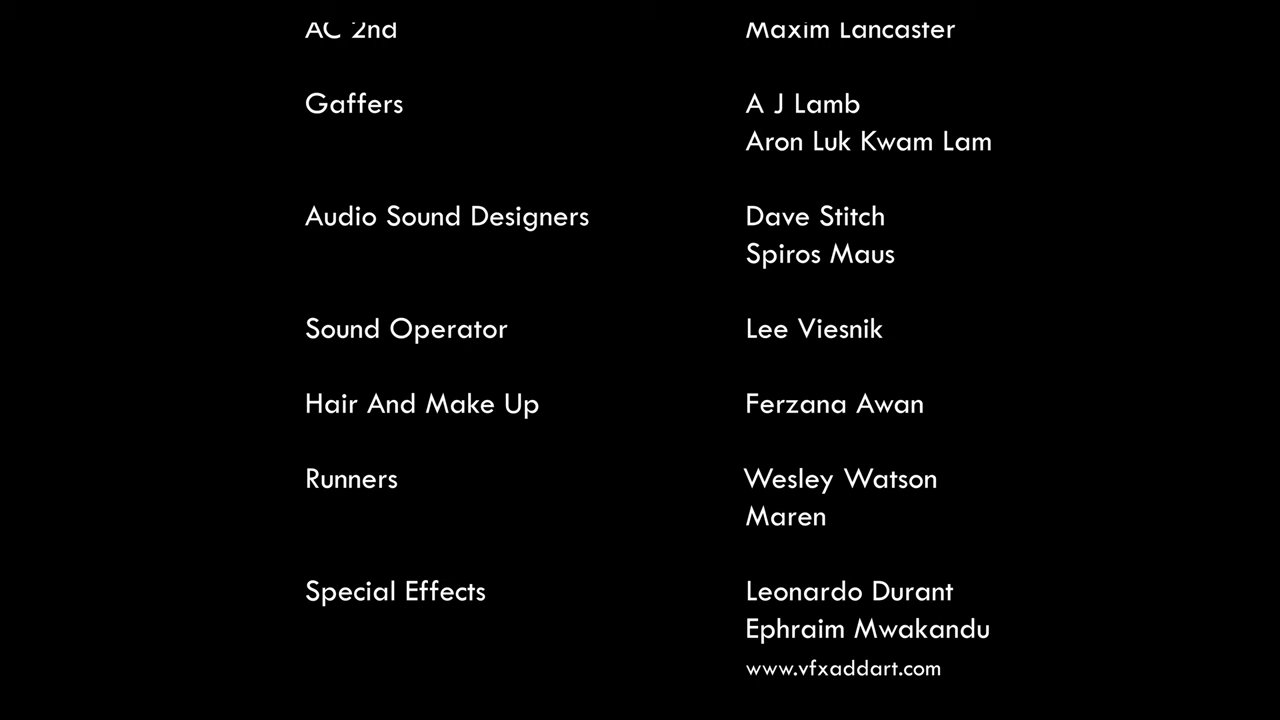 AC 2nd Maxim Lancaster
Gaffers A J Lamb
Aron Luk Kwam Lam
Audio Sound Designers Dave Stitch
Spiros Maus
Sound Operator Lee Viesnik
Hair And Make Up Ferzana Awan
Runners Wesley Watson
Maren
Special Effects Leonardo Durant
Ephraim Mwakandu
www.vfxaddart.com